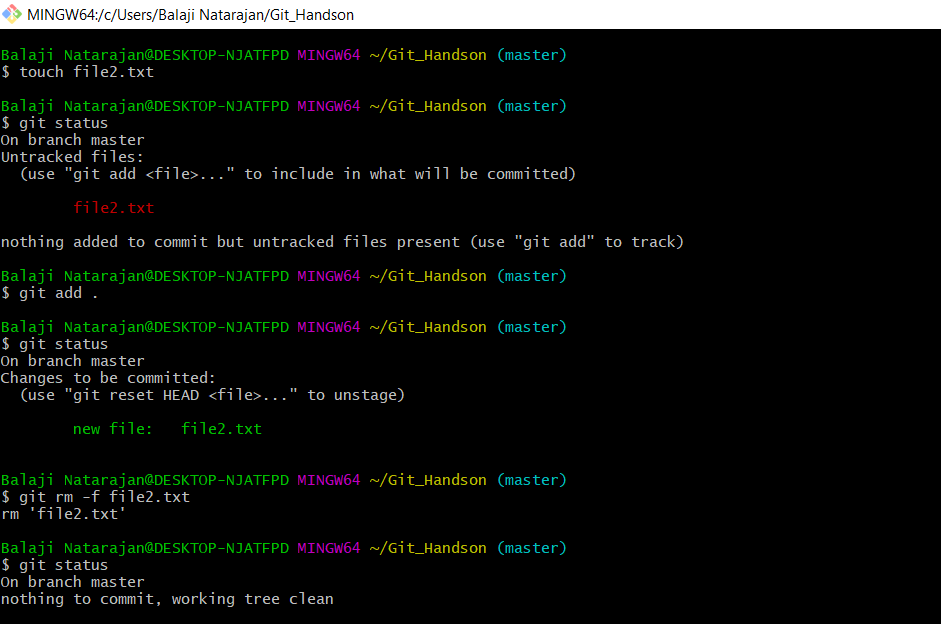 MINGW64:/c/Users/Balaji Natarajan/Git_Handson
Balaji Natarajan@DESKTOP-NJATFPD MINGW64 ~/Git_Handson (master)
$ touch file2.txt
Balaji Natarajan@DESKTOP-NJATFPD MINGW64 ~/Git_Handson (master)
$ git status
On branch master
Untracked files:
  (use "git add <file>..." to include in what will be committed)
        file2.txt
nothing added to commit but untracked files present (use "git add" to track)
Balaji Natarajan@DESKTOP-NJATFPD MINGW64 ~/Git_Handson (master)
$ git add .
Balaji Natarajan@DESKTOP-NJATFPD MINGW64 ~/Git_Handson (master)
$ git status
On branch master
Changes to be committed:
  (use "git reset HEAD <file>..." to unstage)
        new file:   file2.txt
Balaji Natarajan@DESKTOP-NJATFPD MINGW64 ~/Git_Handson (master)
$ git rm -f file2.txt
rm 'file2.txt'
Balaji Natarajan@DESKTOP-NJATFPD MINGW64 ~/Git_Handson (master)
$ git status
On branch master
nothing to commit, working tree clean